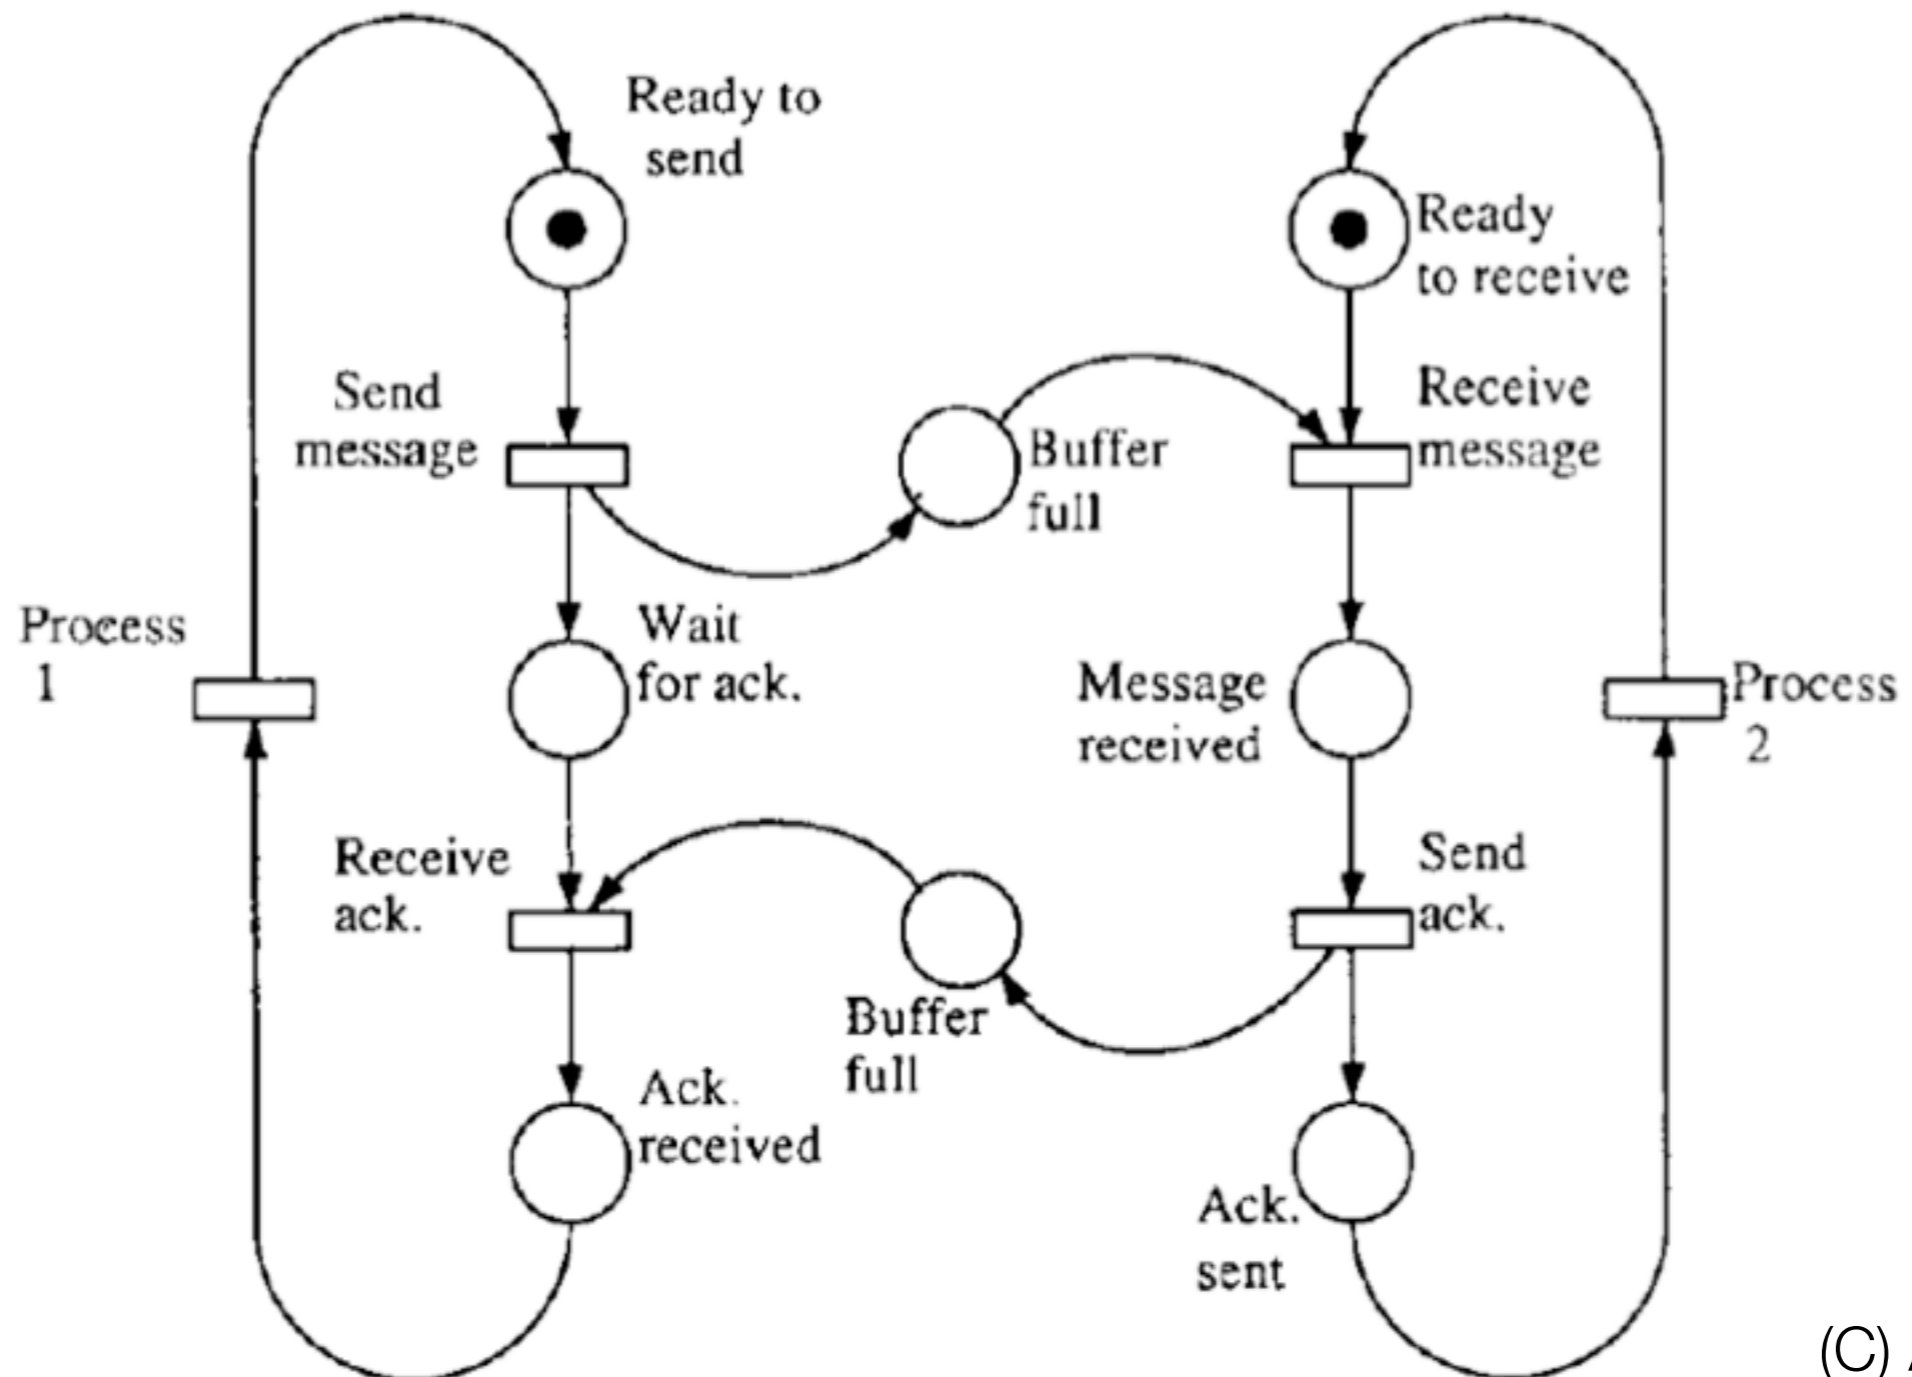 Ready to
send
Ready
to receive
Send
message
Buffer
full
Receive
message
Process
1
Wait
for ack.
Message
received
Process
2
Receive
ack.
Buffer
full
Send
ack.
Ack.
received
Ack.
sent
(C)